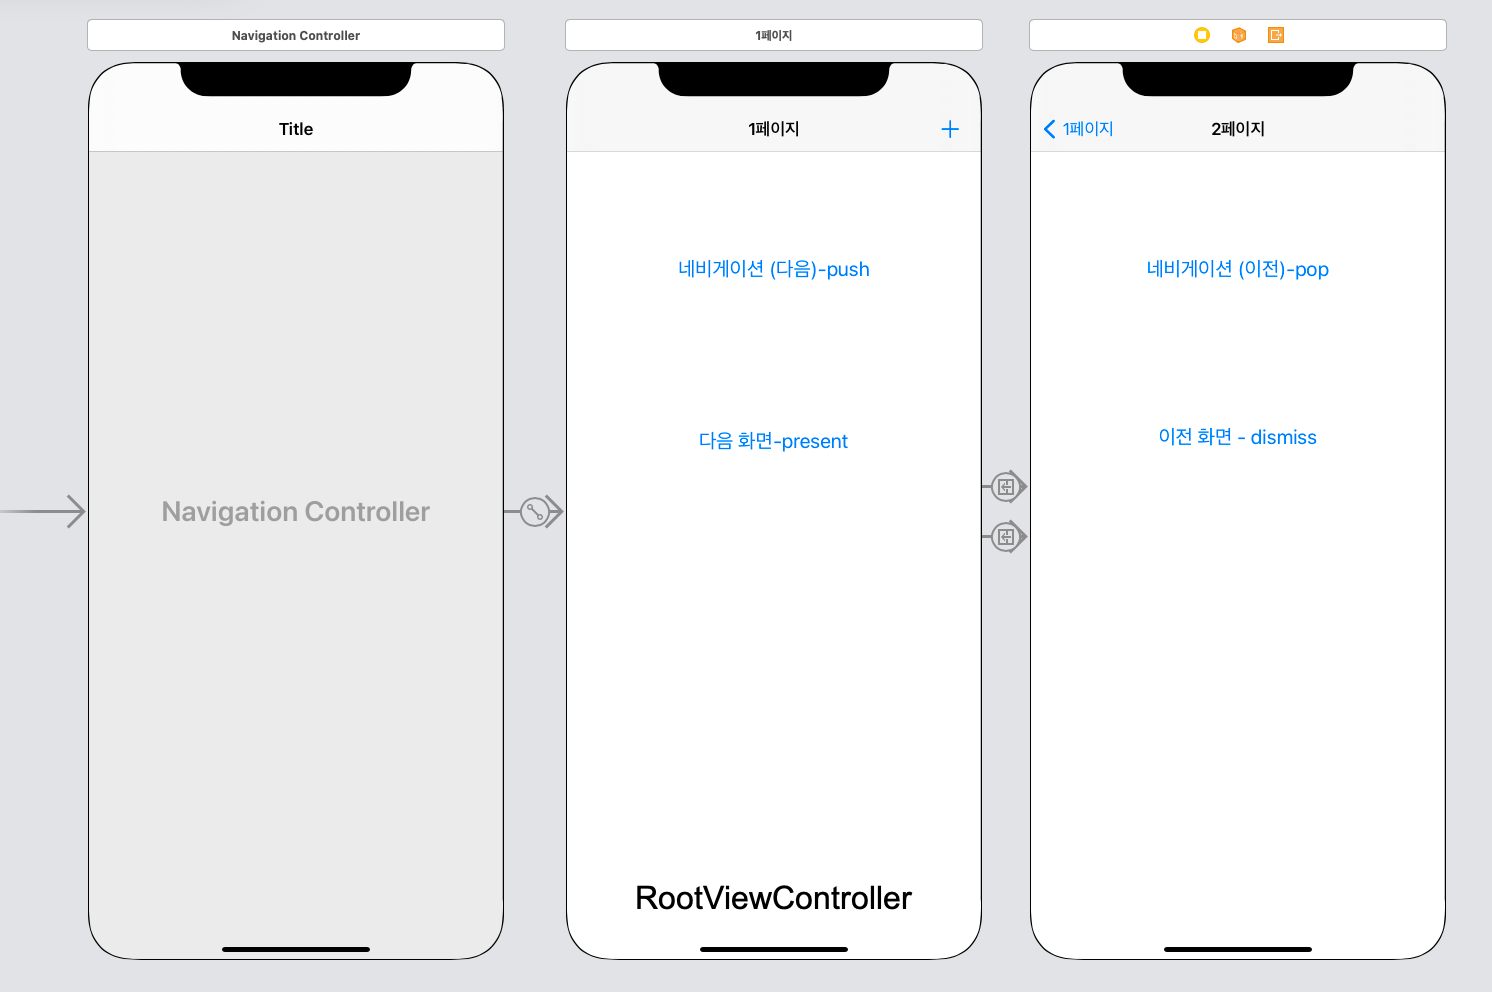 Navigation Controller
Title
Navigation Controller
1페이지
1페이지
네비게이션 (다음)-push
다음 화면-present
RootViewController
1페이지
2페이지
네비게이션 (이전)-pop
이전 화면 - dismiss